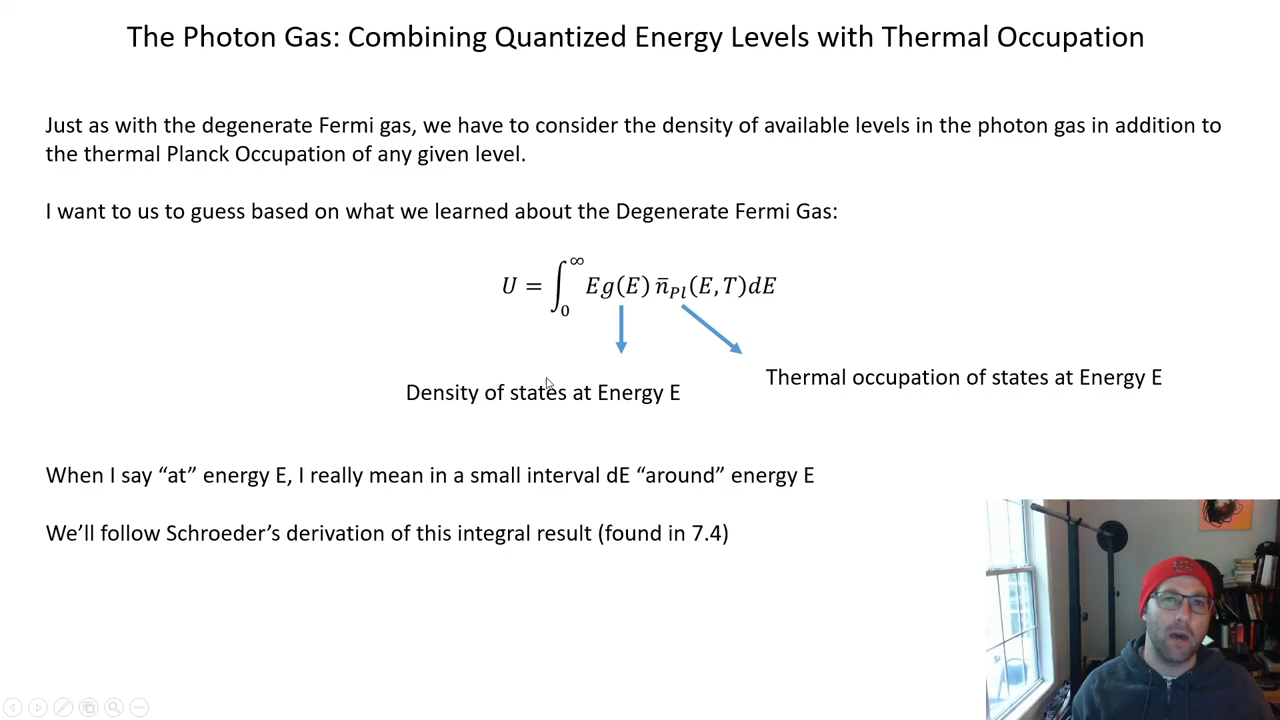 The Photon Gas: Combining Quantized Energy Levels with Thermal Occupation
Just as with the degenerate Fermi gas, we have to consider the density of available levels in the photon gas in addition to
the thermal Planck Occupation of any given level.
I want to us to guess based on what we learned about the Degenerate Fermi Gas:
U = ∫₀^∞ Eg(E) n̄_Pl(E, T)dE
Thermal occupation of states at Energy E
Density of states at Energy E
When I say “at” energy E, I really mean in a small interval dE “around” energy E
We’ll follow Schroeder’s derivation of this integral result (found in 7.4)